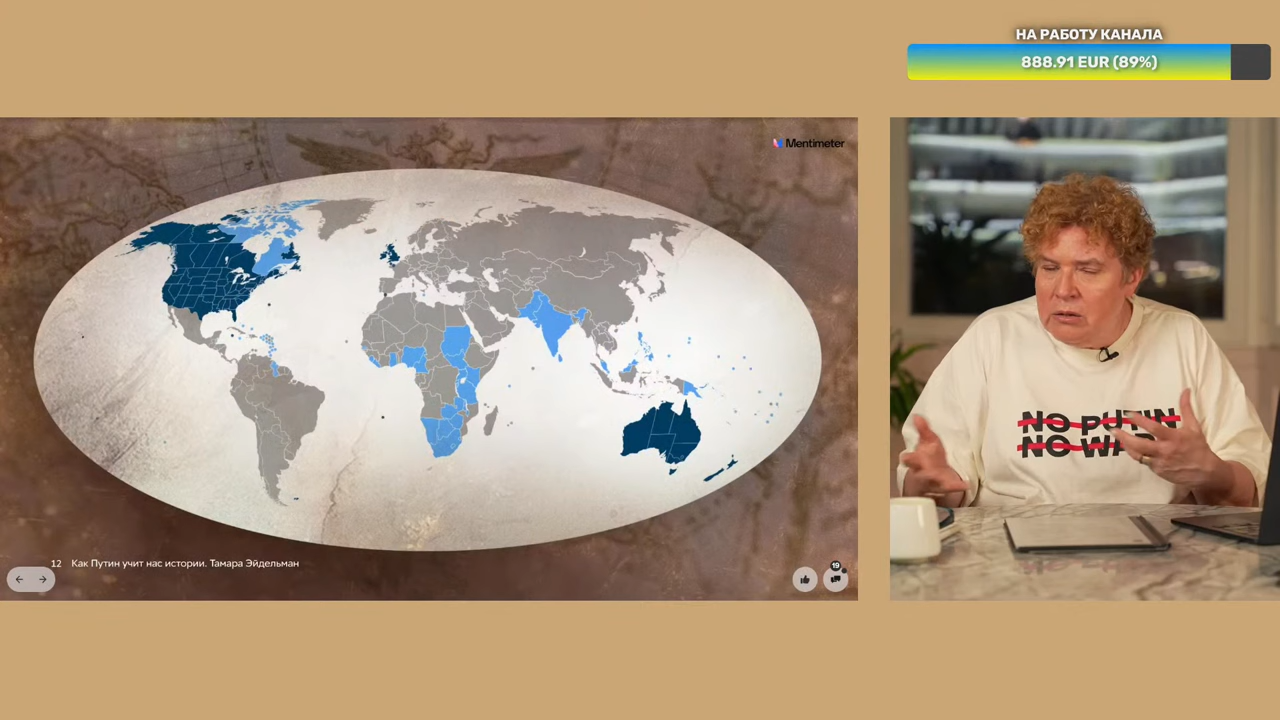 НА РАБОТУ КАНАЛА
888.91 EUR (89%)
Mentimeter
NO PUTIN
NO WA
12 Как Путин учит нас истории. Тамара Эйдельман
19